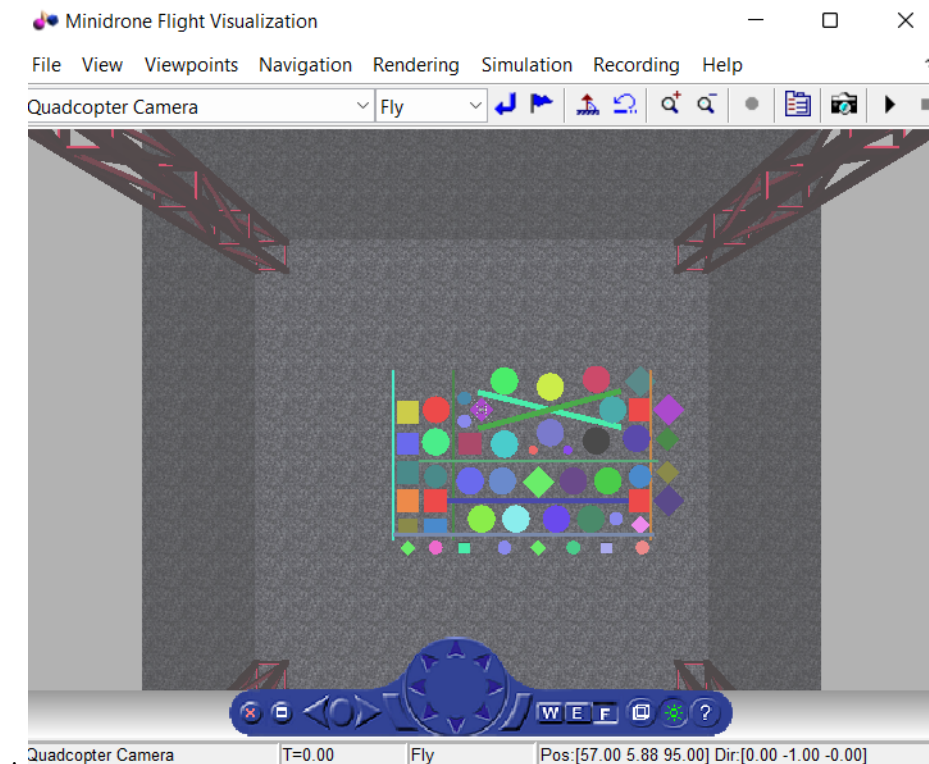 Minidrone Flight Visualization
File View Viewpoints Navigation Rendering Simulation Recording Help
Quadcopter Camera Fly
W E F ?
. Quadcopter Camera T=0.00 Fly Pos:[57.00 5.88 95.00] Dir:[0.00 -1.00 -0.00]